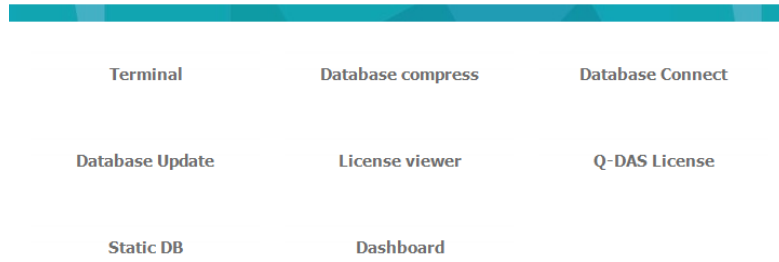 Terminal
Database compress
Database Connect
Database Update
License viewer
Q-DAS License
Static DB
Dashboard